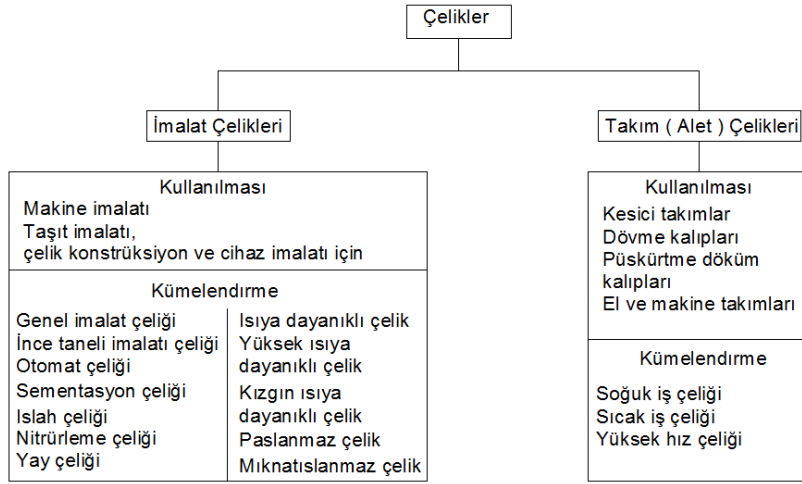 Çelikler
İmalat Çelikleri
Kullanılması
Makine imalatı
Taşıt imalatı,
çelik konstrüksiyon ve cihaz imalatı için
Kümelendirme
Genel imalat çeliği
İnce taneli imalatı çeliği
Otomat çeliği
Sementasyon çeliği
Islah çeliği
Nitrürleme çeliği
Yay çeliği
Isıya dayanıklı çelik
Yüksek ısıya
dayanıklı çelik
Kızgın ısıya
dayanıklı çelik
Paslanmaz çelik
Mıknatıslanmaz çelik
Takım ( Alet ) Çelikleri
Kullanılması
Kesici takımlar
Dövme kalıpları
Püskürtme döküm
kalıpları
El ve makine takımları
Kümelendirme
Soğuk iş çeliği
Sıcak iş çeliği
Yüksek hız çeliği